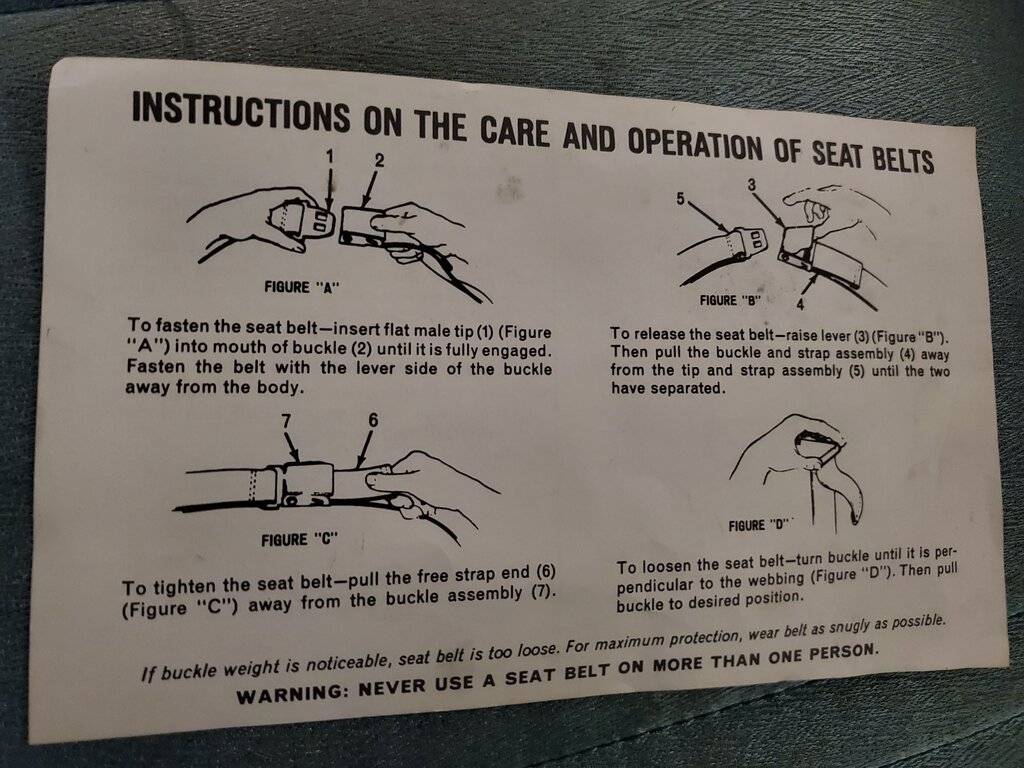 INSTRUCTIONS ON THE CARE AND OPERATION OF SEAT BELTS
1
2
FIGURE "A"
To fasten the seat belt—insert flat male tip (1) (Figure
"A") into mouth of buckle (2) until it is fully engaged.
Fasten the belt with the lever side of the buckle
away from the body.
3
5
4
FIGURE "B"
To release the seat belt—raise lever (3) (Figure "B").
Then pull the buckle and strap assembly (4) away
from the tip and strap assembly (5) until the two
have separated.
7
6
FIGURE "C"
To tighten the seat belt—pull the free strap end (6)
(Figure "C") away from the buckle assembly (7).
FIGURE "D"
To loosen the seat belt—turn buckle until it is per-
pendicular to the webbing (Figure "D"). Then pull
buckle to desired position.
If buckle weight is noticeable, seat belt is too loose. For maximum protection, wear belt as snugly as possible.
WARNING: NEVER USE A SEAT BELT ON MORE THAN ONE PERSON.